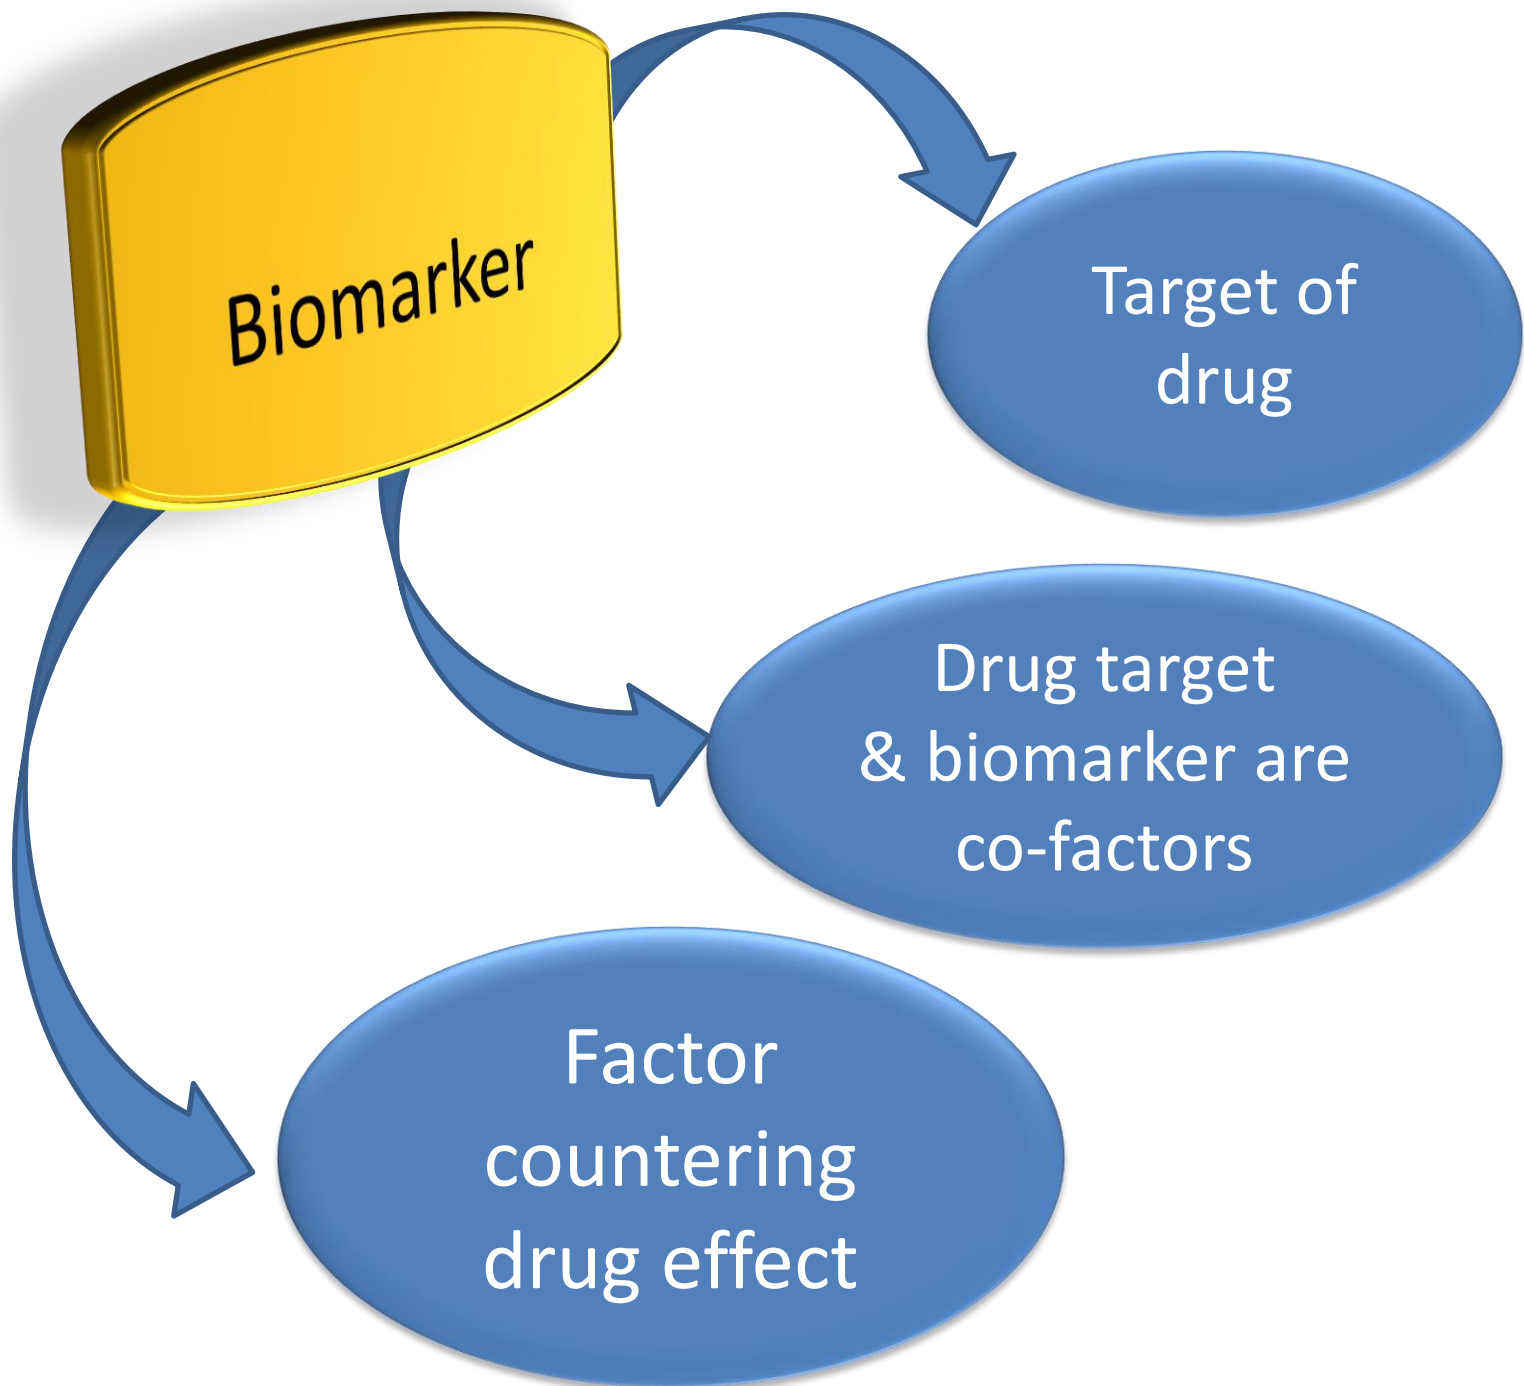 Biomarker
Target of
drug
Drug target
& biomarker are
co-factors
Factor
countering
drug effect